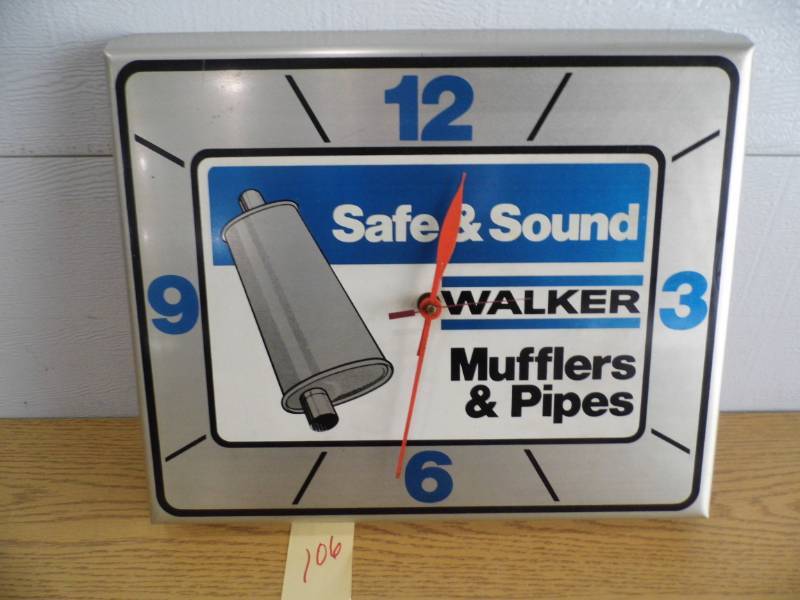 12
Safe & Sound
9
WALKER
3
Mufflers
& Pipes
6
106